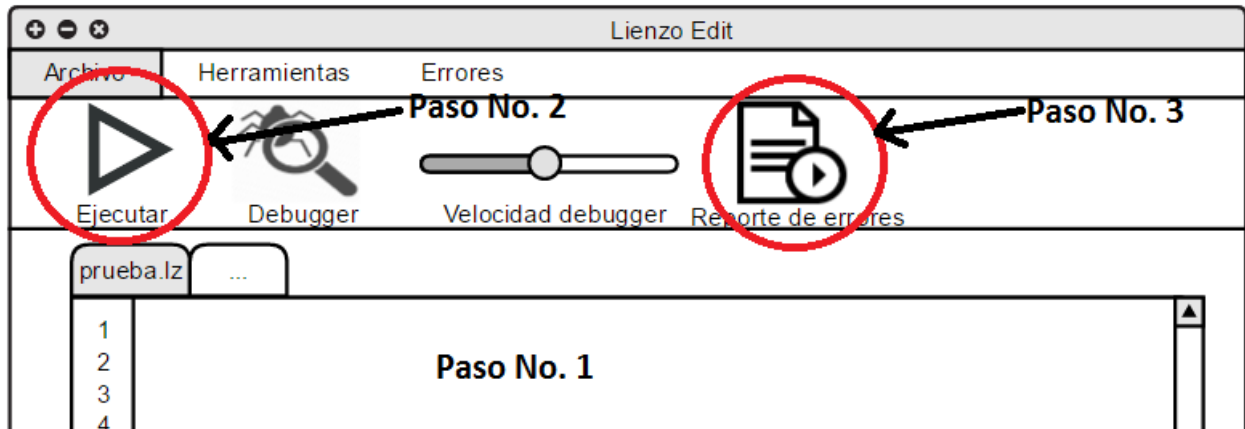 Lienzo Edit
Archivo Herramientas Errores
Paso No. 2 Paso No. 3
Ejecutar Debugger Velocidad debugger Reporte de errores
prueba.lz ...
1
2 Paso No. 1
3
4